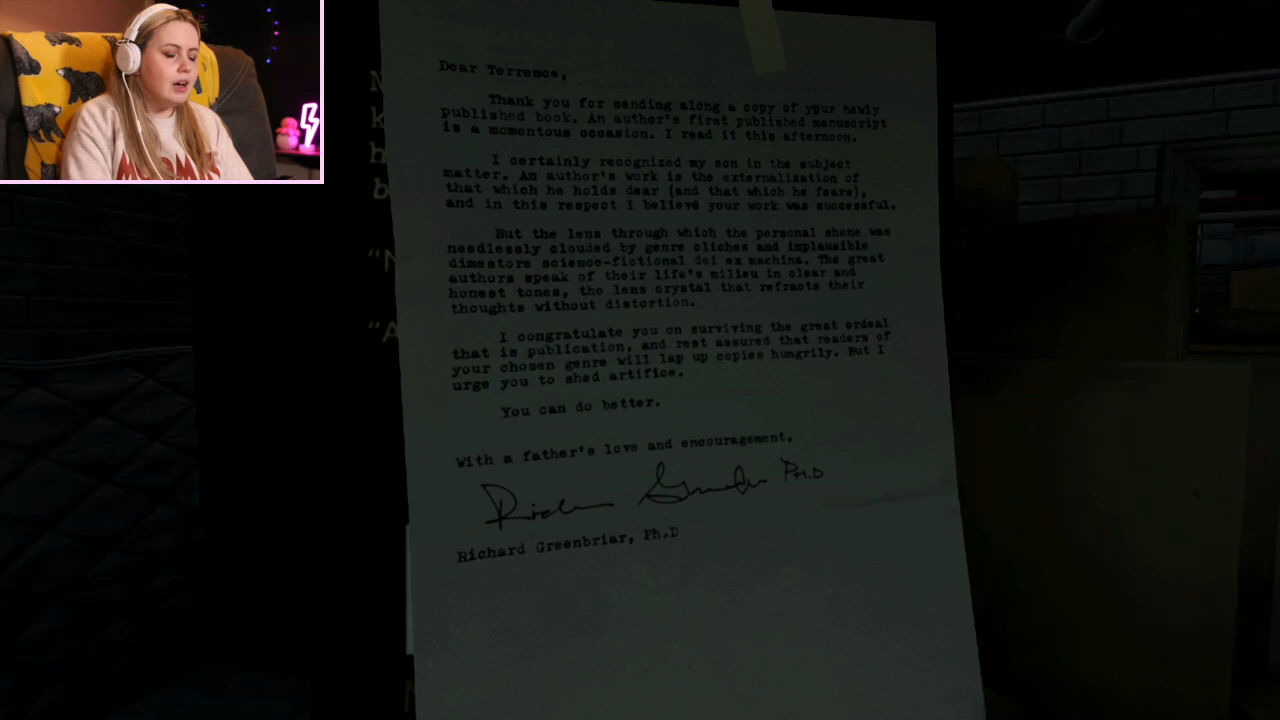 Dear Terrence,
Thank you for sending along a copy of your newly
published book. An author's first published manuscript
is a momentous occasion. I read it this afternoon.
I certainly recognized my son in the subject
matter. An author's work is the externalization of
that which he holds dear (and that which he fears),
and in this respect I believe your work was successful.
But the lens through which the personal shone was
needlessly clouded by genre cliches and implausible
dimestore science-fictional dei ex machina. The great
authors speak of their life's milieu in clear and
honest tones, the lens crystal that refracts their
thoughts without distortion.
I congratulate you on surviving the great ordeal
that is publication, and rest assured that readers of
your chosen genre will lap up copies hungrily. But I
urge you to shed artifice.
You can do better.
With a father's love and encouragement,
Ph.D
Richard Greenbriar, Ph.D